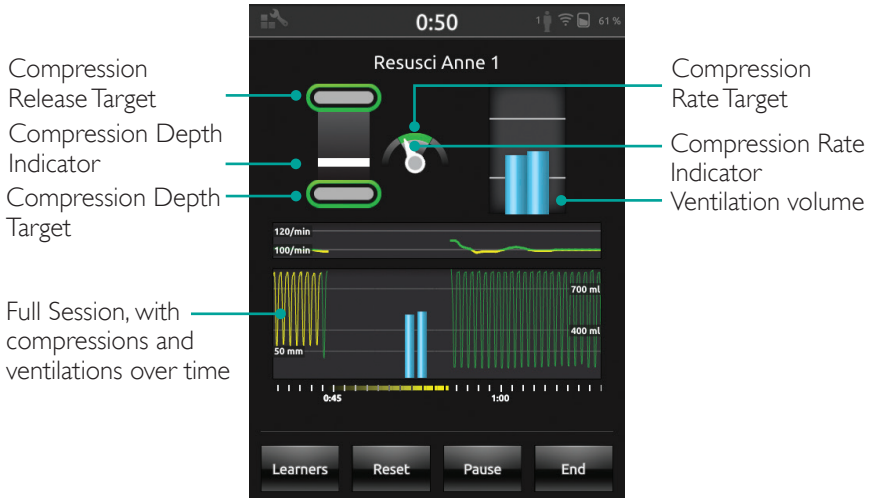 0:50
1
61 %
Resusci Anne 1
Compression
Release Target
Compression Depth
Indicator
Compression Depth
Target
Compression
Rate Target
Compression Rate
Indicator
Ventilation volume
120/min
100/min
Full Session, with
compressions and
ventilations over time
700 ml
400 ml
50 mm
0:45
1:00
Learners
Reset
Pause
End